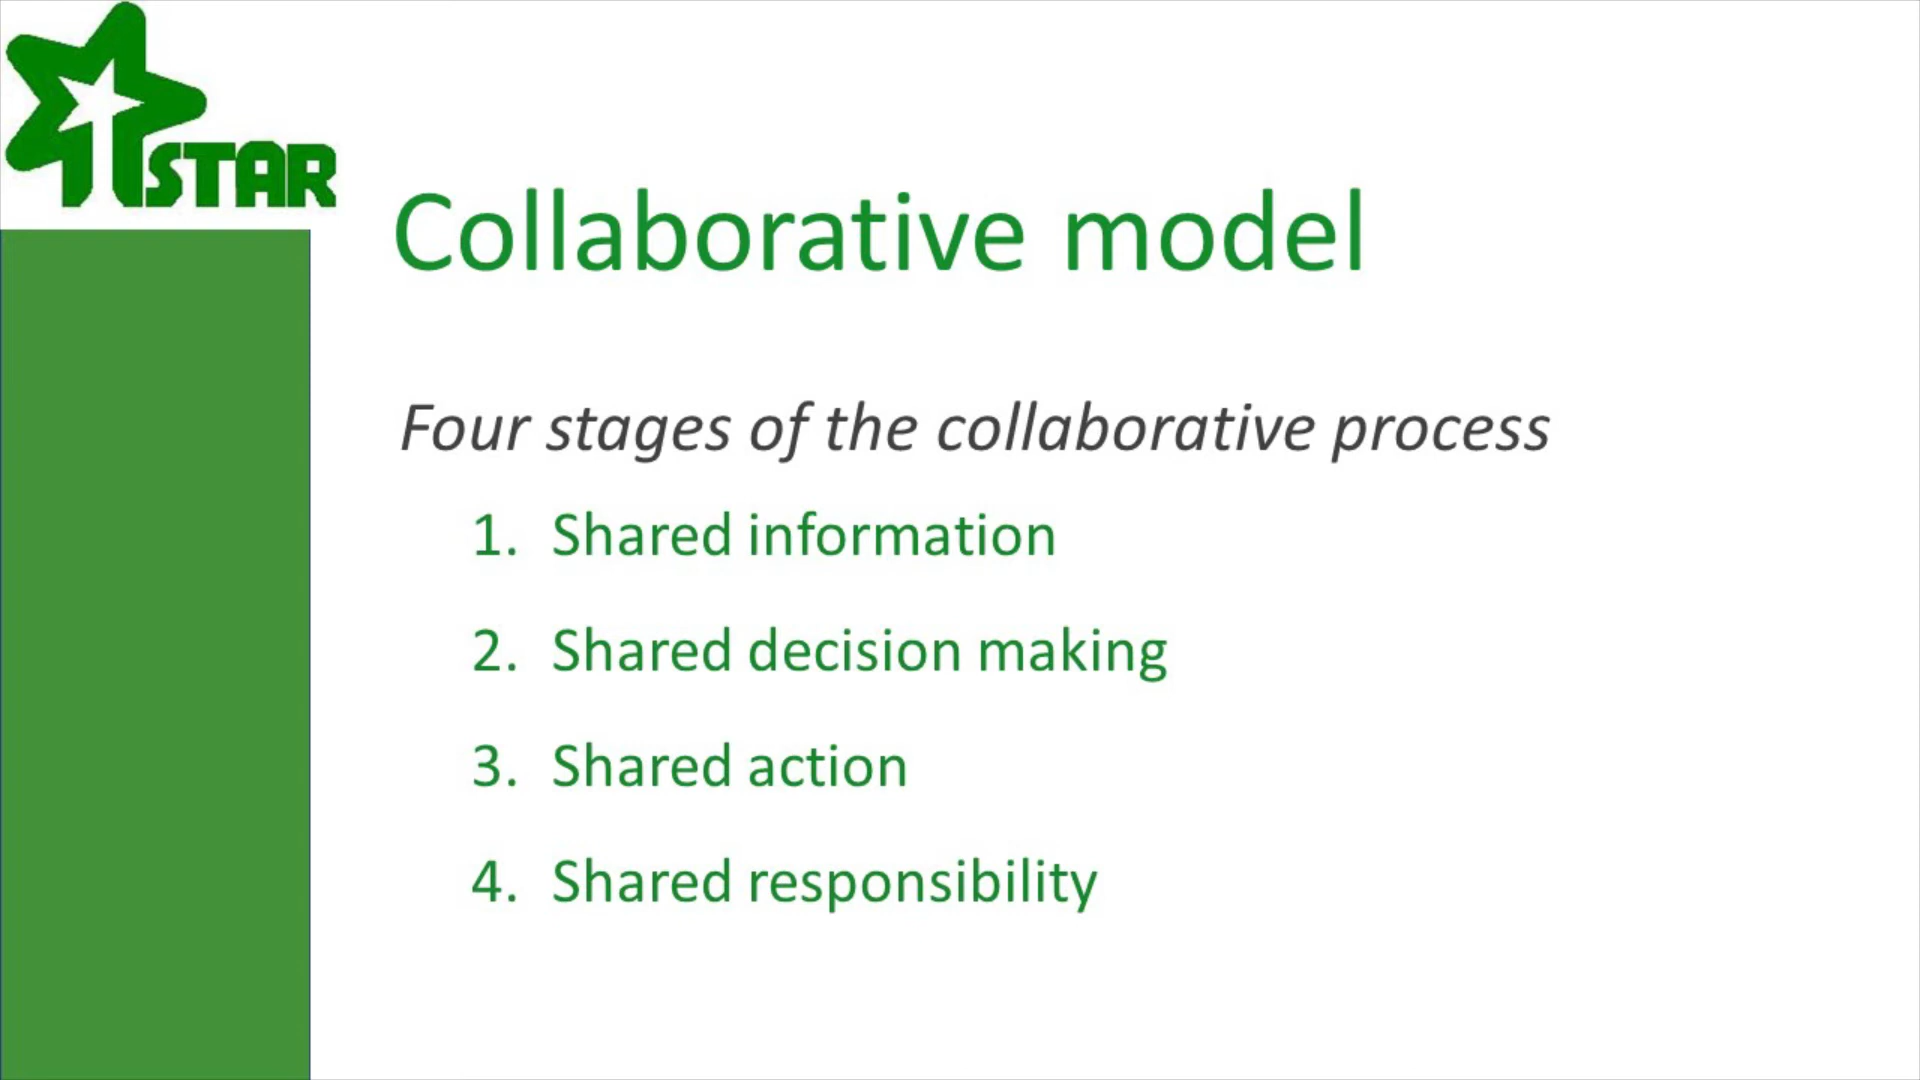 STAR
Collaborative model
Four stages of the collaborative process
1. Shared information
2. Shared decision making
3. Shared action
4. Shared responsibility